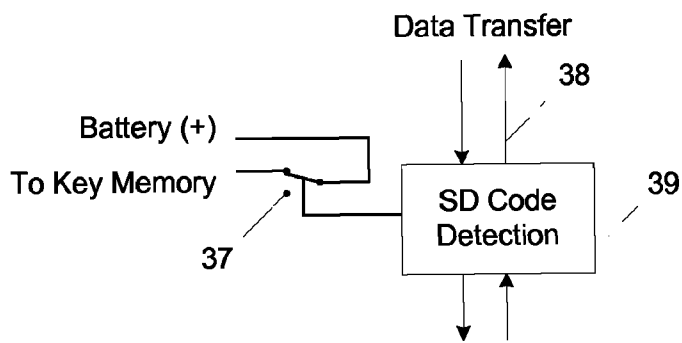 Data Transfer
38
Battery (+)
To Key Memory
SD Code
Detection
39
37